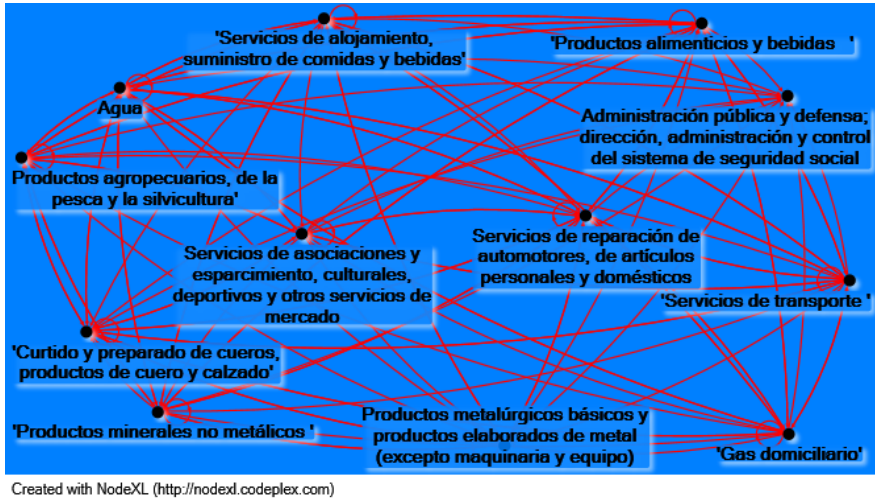 'Servicios de alojamiento,
suministro de comidas y bebidas'
'Productos alimenticios y bebidas '
Agua
Administración pública y defensa;
dirección, administración y control
del sistema de seguridad social
Productos agropecuarios, de la
pesca y la silvicultura'
Servicios de asociaciones y
esparcimiento, culturales,
deportivos y otros servicios de
mercado
Servicios de reparación de
automotores, de artículos
personales y domésticos
'Servicios de transporte '
'Curtido y preparado de cueros,
productos de cuero y calzado'
'Productos minerales no metálicos '
Productos metalúrgicos básicos y
productos elaborados de metal
(excepto maquinaria y equipo)
'Gas domiciliario'
Created with NodeXL (http://nodexl.codeplex.com)